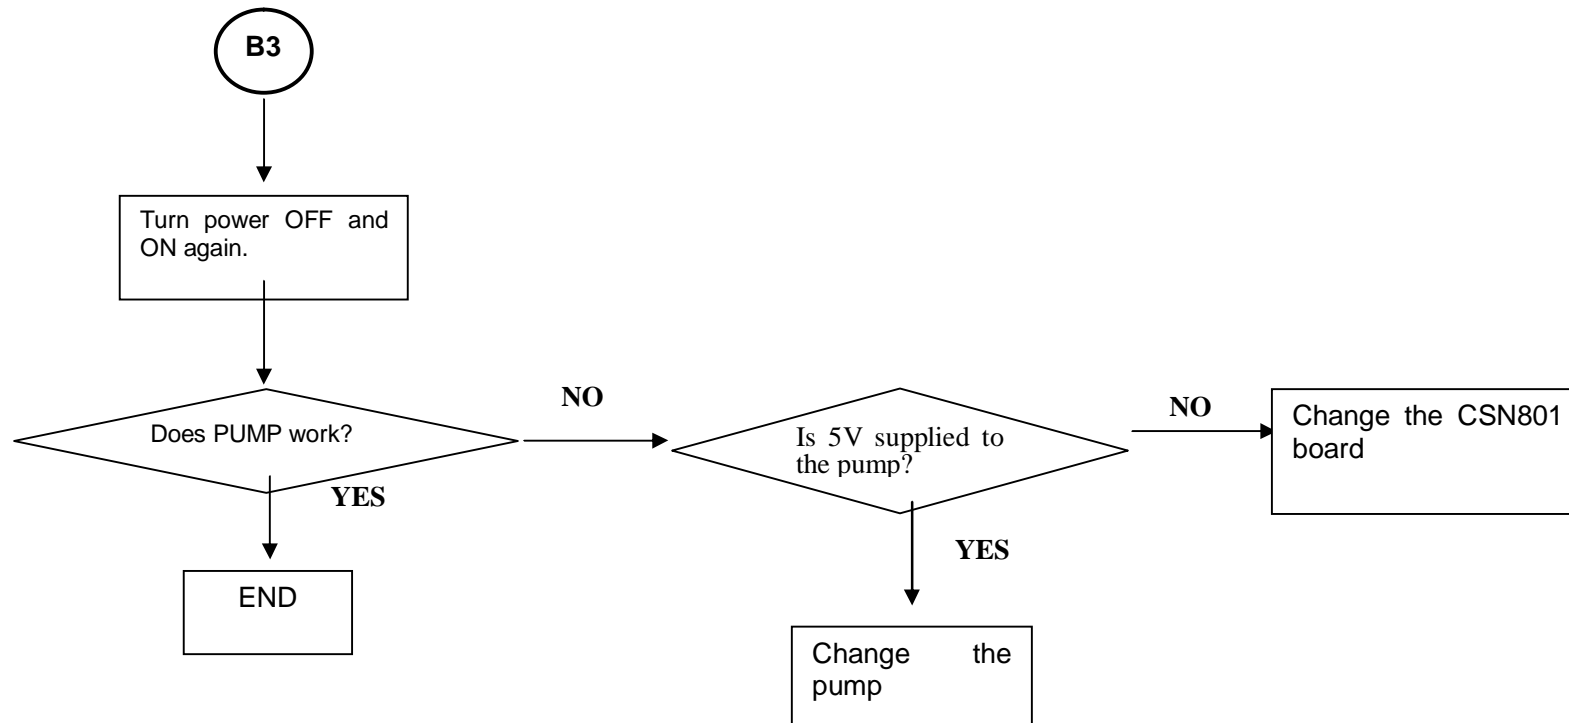 B3
Turn power OFF and
ON again.
Does PUMP work?
NO
YES
END
Is 5V supplied to
the pump?
NO
Change the CSN801
board
YES
Change the
pump